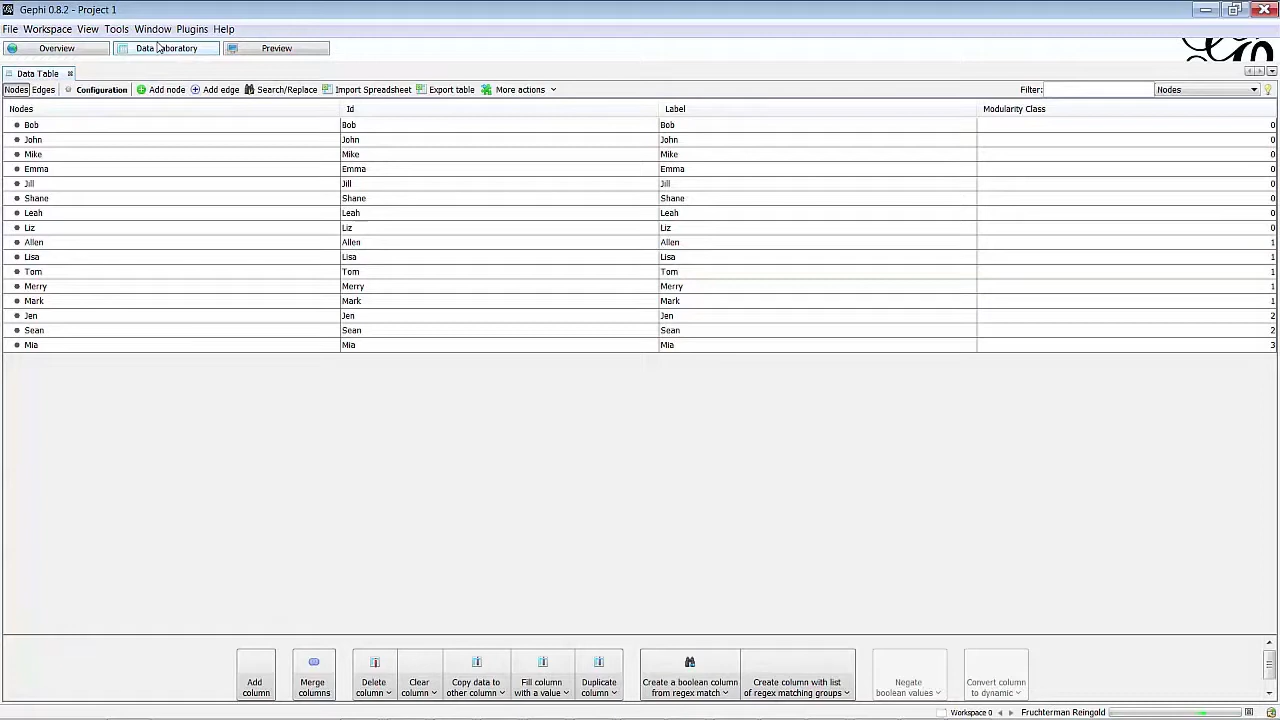 Gephi 0.8.2 - Project 1
File Workspace View Tools Window Plugins Help
Overview Data Laboratory Preview
Data Table
Nodes Edges Configuration Add node Add edge Search/Replace Import Spreadsheet Export table More actions Filter: Nodes
Nodes Id Label Modularity Class
Bob Bob Bob 0
John John John 0
Mike Mike Mike 0
Emma Emma Emma 0
Jill Jill Jill 0
Shane Shane Shane 0
Leah Leah Leah 0
Liz Liz Liz 0
Allen Allen Allen 1
Lisa Lisa Lisa 1
Tom Tom Tom 1
Merry Merry Merry 1
Mark Mark Mark 1
Jen Jen Jen 2
Sean Sean Sean 2
Mia Mia Mia 3
Add column
Merge columns
Delete column
Clear column
Copy data to other column
Fill column with a value
Duplicate column
Create a boolean column from regex match
Create column with list of regex matching groups
Negate boolean values
Convert column to dynamic
Workspace 0 Fruchterman Reingold